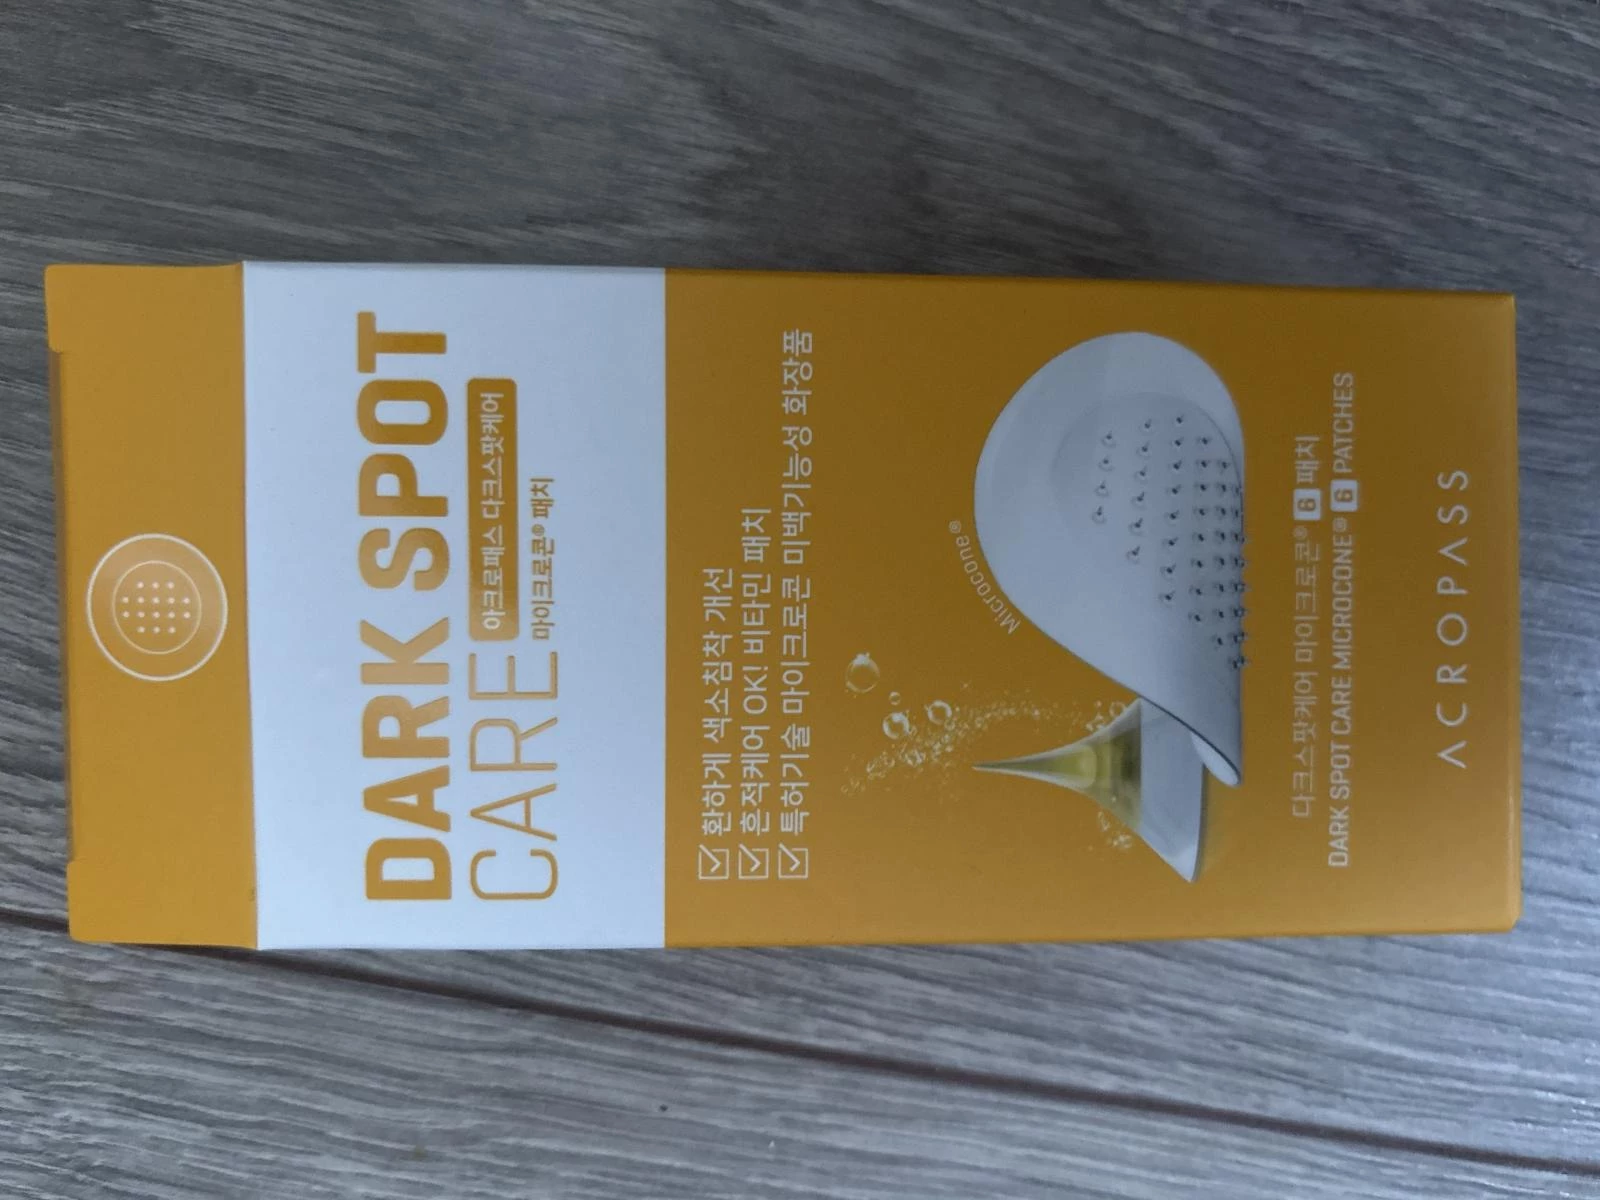 DARK SPOT
CARE
아크로패스 다크스팟케어
마이크로콘® 패치
환하게 색소침착 개선
흔적케어 OK! 비타민 패치
특허기술 마이크로콘 미백기능성 화장품
Microcone®
다크스팟케어 마이크로콘® 6 패치
DARK SPOT CARE MICROCONE® 6 PATCHES
ACROPASS